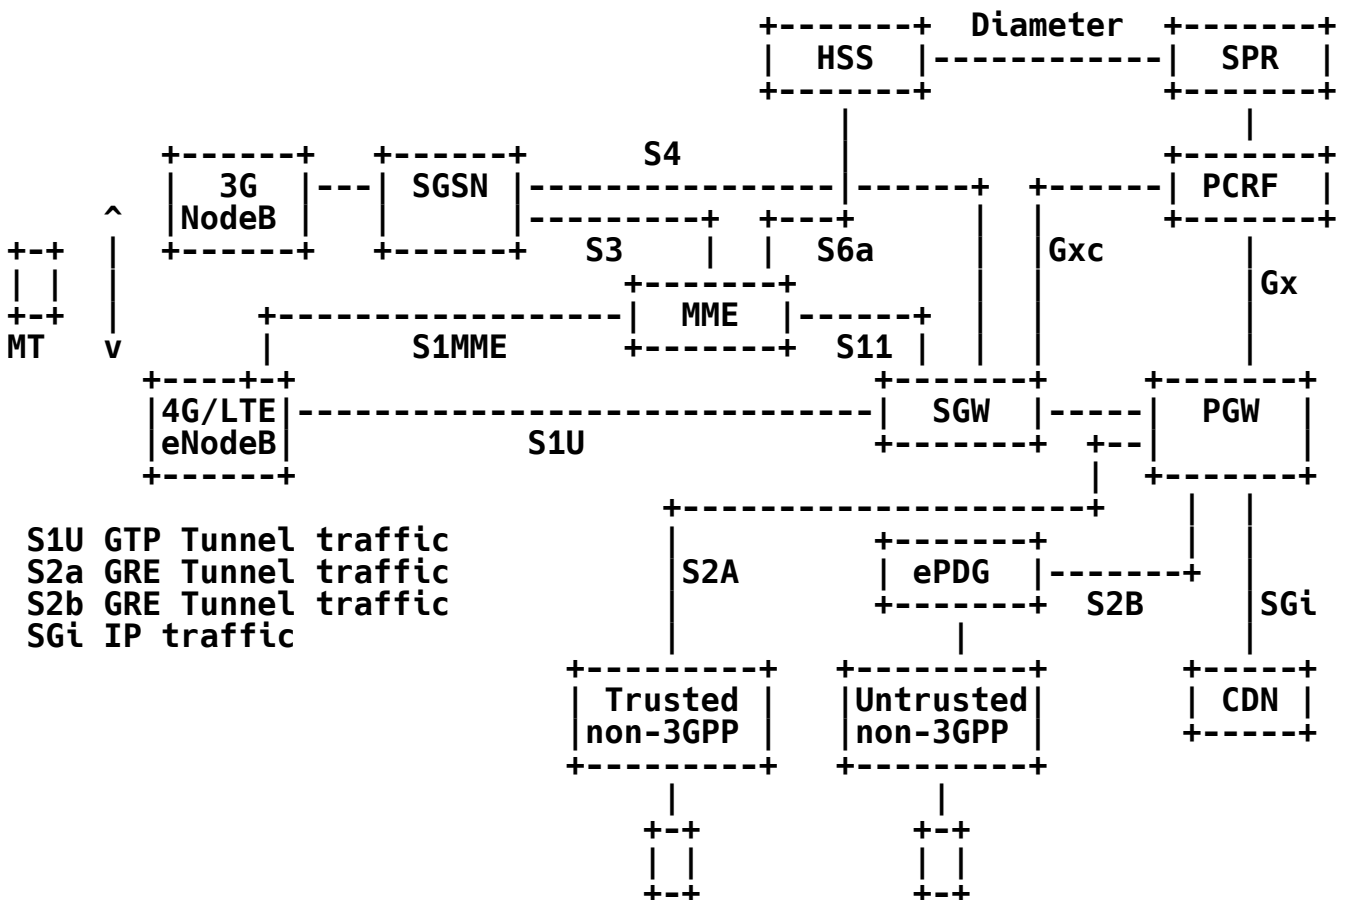 Diameter
HSS SPR
S4
3G SGSN PCRF
NodeB
S3 S6a Gxc
Gx
MME
MT S1MME S11
4G/LTE SGW PGW
eNodeB S1U
S1U GTP Tunnel traffic
S2a GRE Tunnel traffic S2A ePDG
S2b GRE Tunnel traffic S2B SGi
SGi IP traffic
Trusted Untrusted CDN
non-3GPP non-3GPP